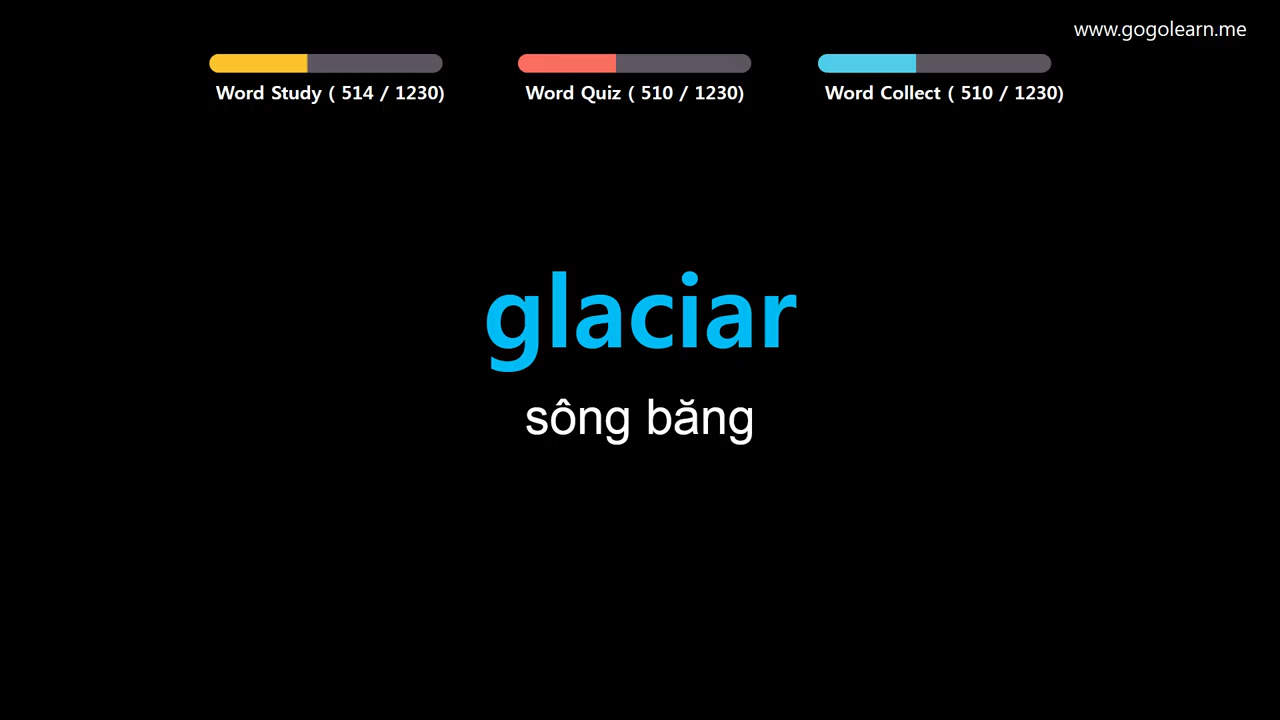 www.gogolearn.me
Word Study ( 514 / 1230)
Word Quiz ( 510 / 1230)
Word Collect ( 510 / 1230)
glaciar
sông băng